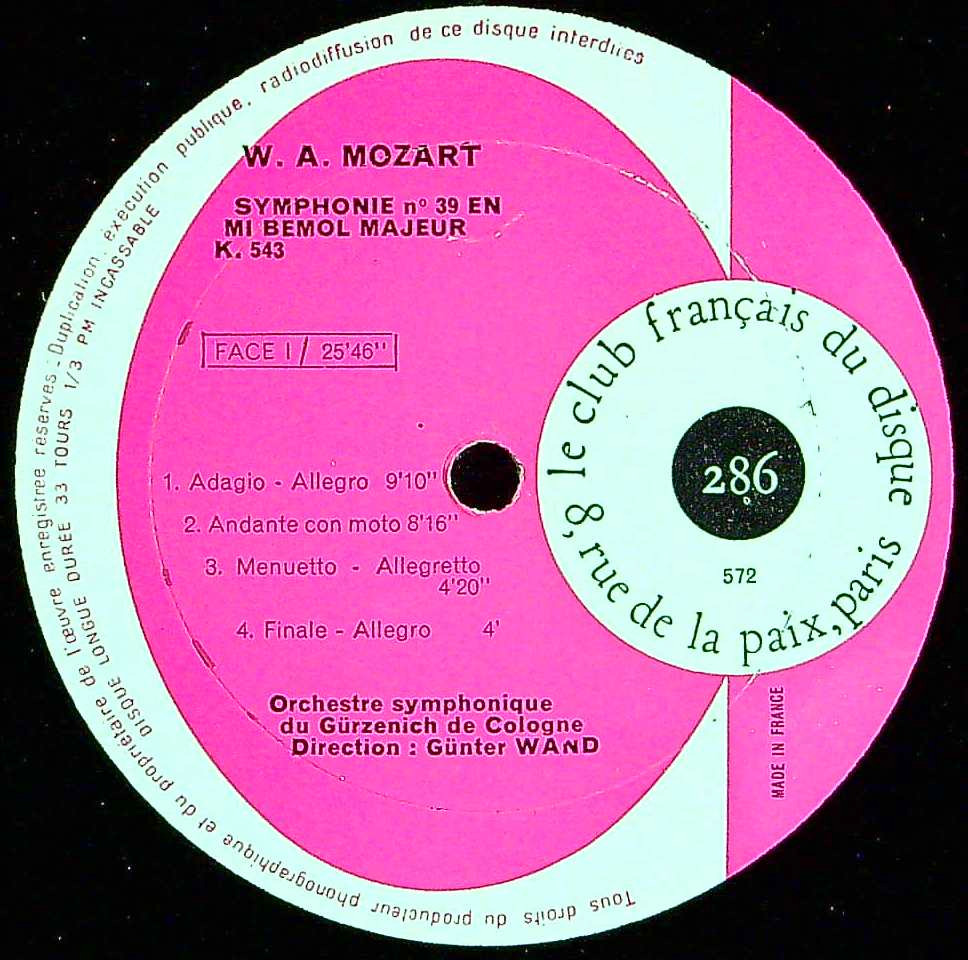 Tous droits du producteur phonographique et du propriétaire de l'œuvre enregistrée réservés. Duplication, exécution publique, radiodiffusion de ce disque interdites
DISQUE LONGUE DURÉE 33 TOURS 1/3 PM INCASSABLE
W. A. MOZART
SYMPHONIE nº 39 EN
MI BEMOL MAJEUR
K. 543
FACE I / 25'46"
1. Adagio - Allegro 9'10"
2. Andante con moto 8'16"
3. Menuetto - Allegretto
4'20"
4. Finale - Allegro 4'
Orchestre symphonique
du Gürzenich de Cologne
Direction : Günter WAND
le club français du disque
8, rue de la paix, paris
286
572
MADE IN FRANCE